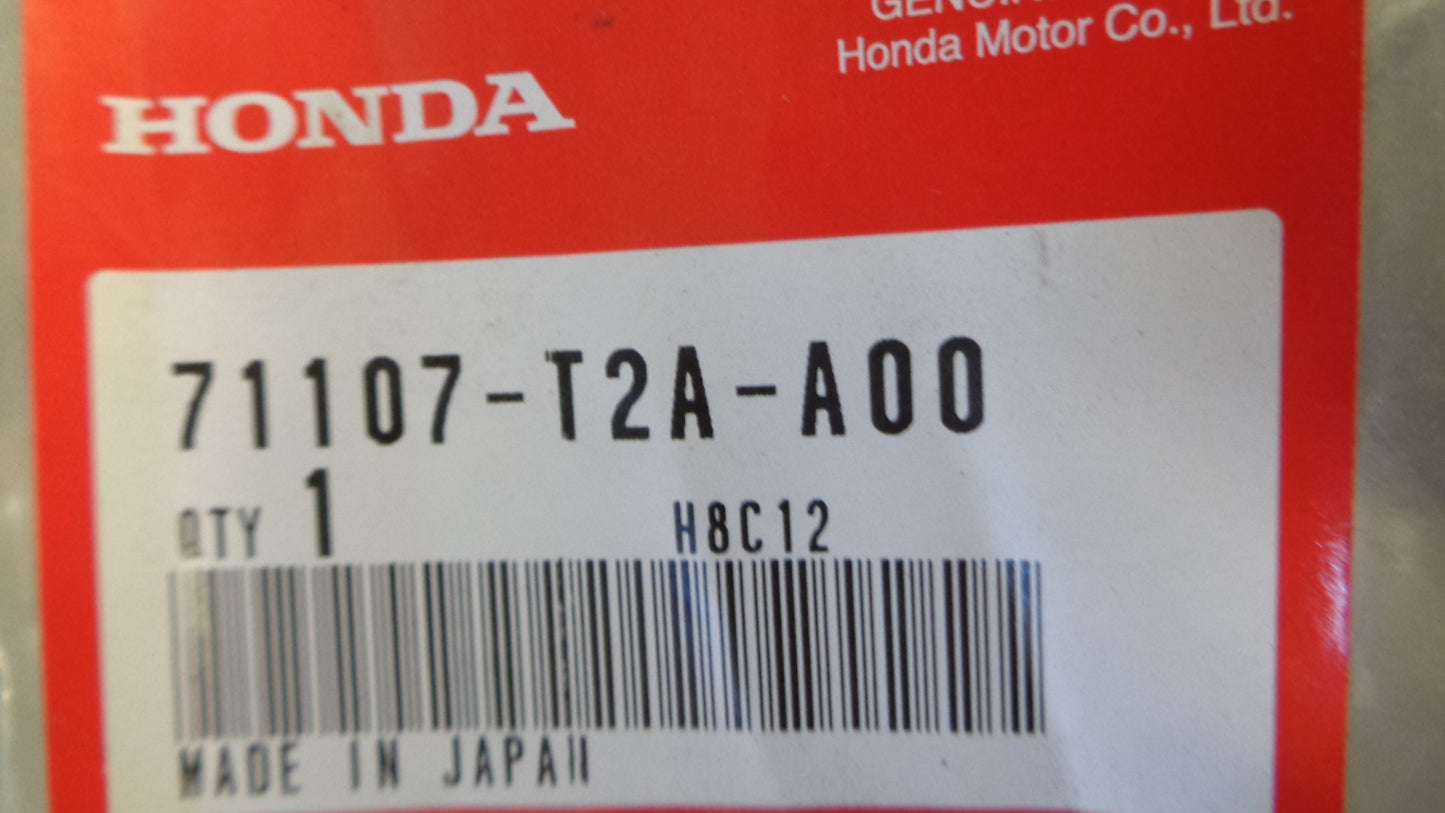 Honda Motor Co., Ltd.
HONDA
71107-T2A-A00
QTY 1 H8C12
MADE IN JAPAN